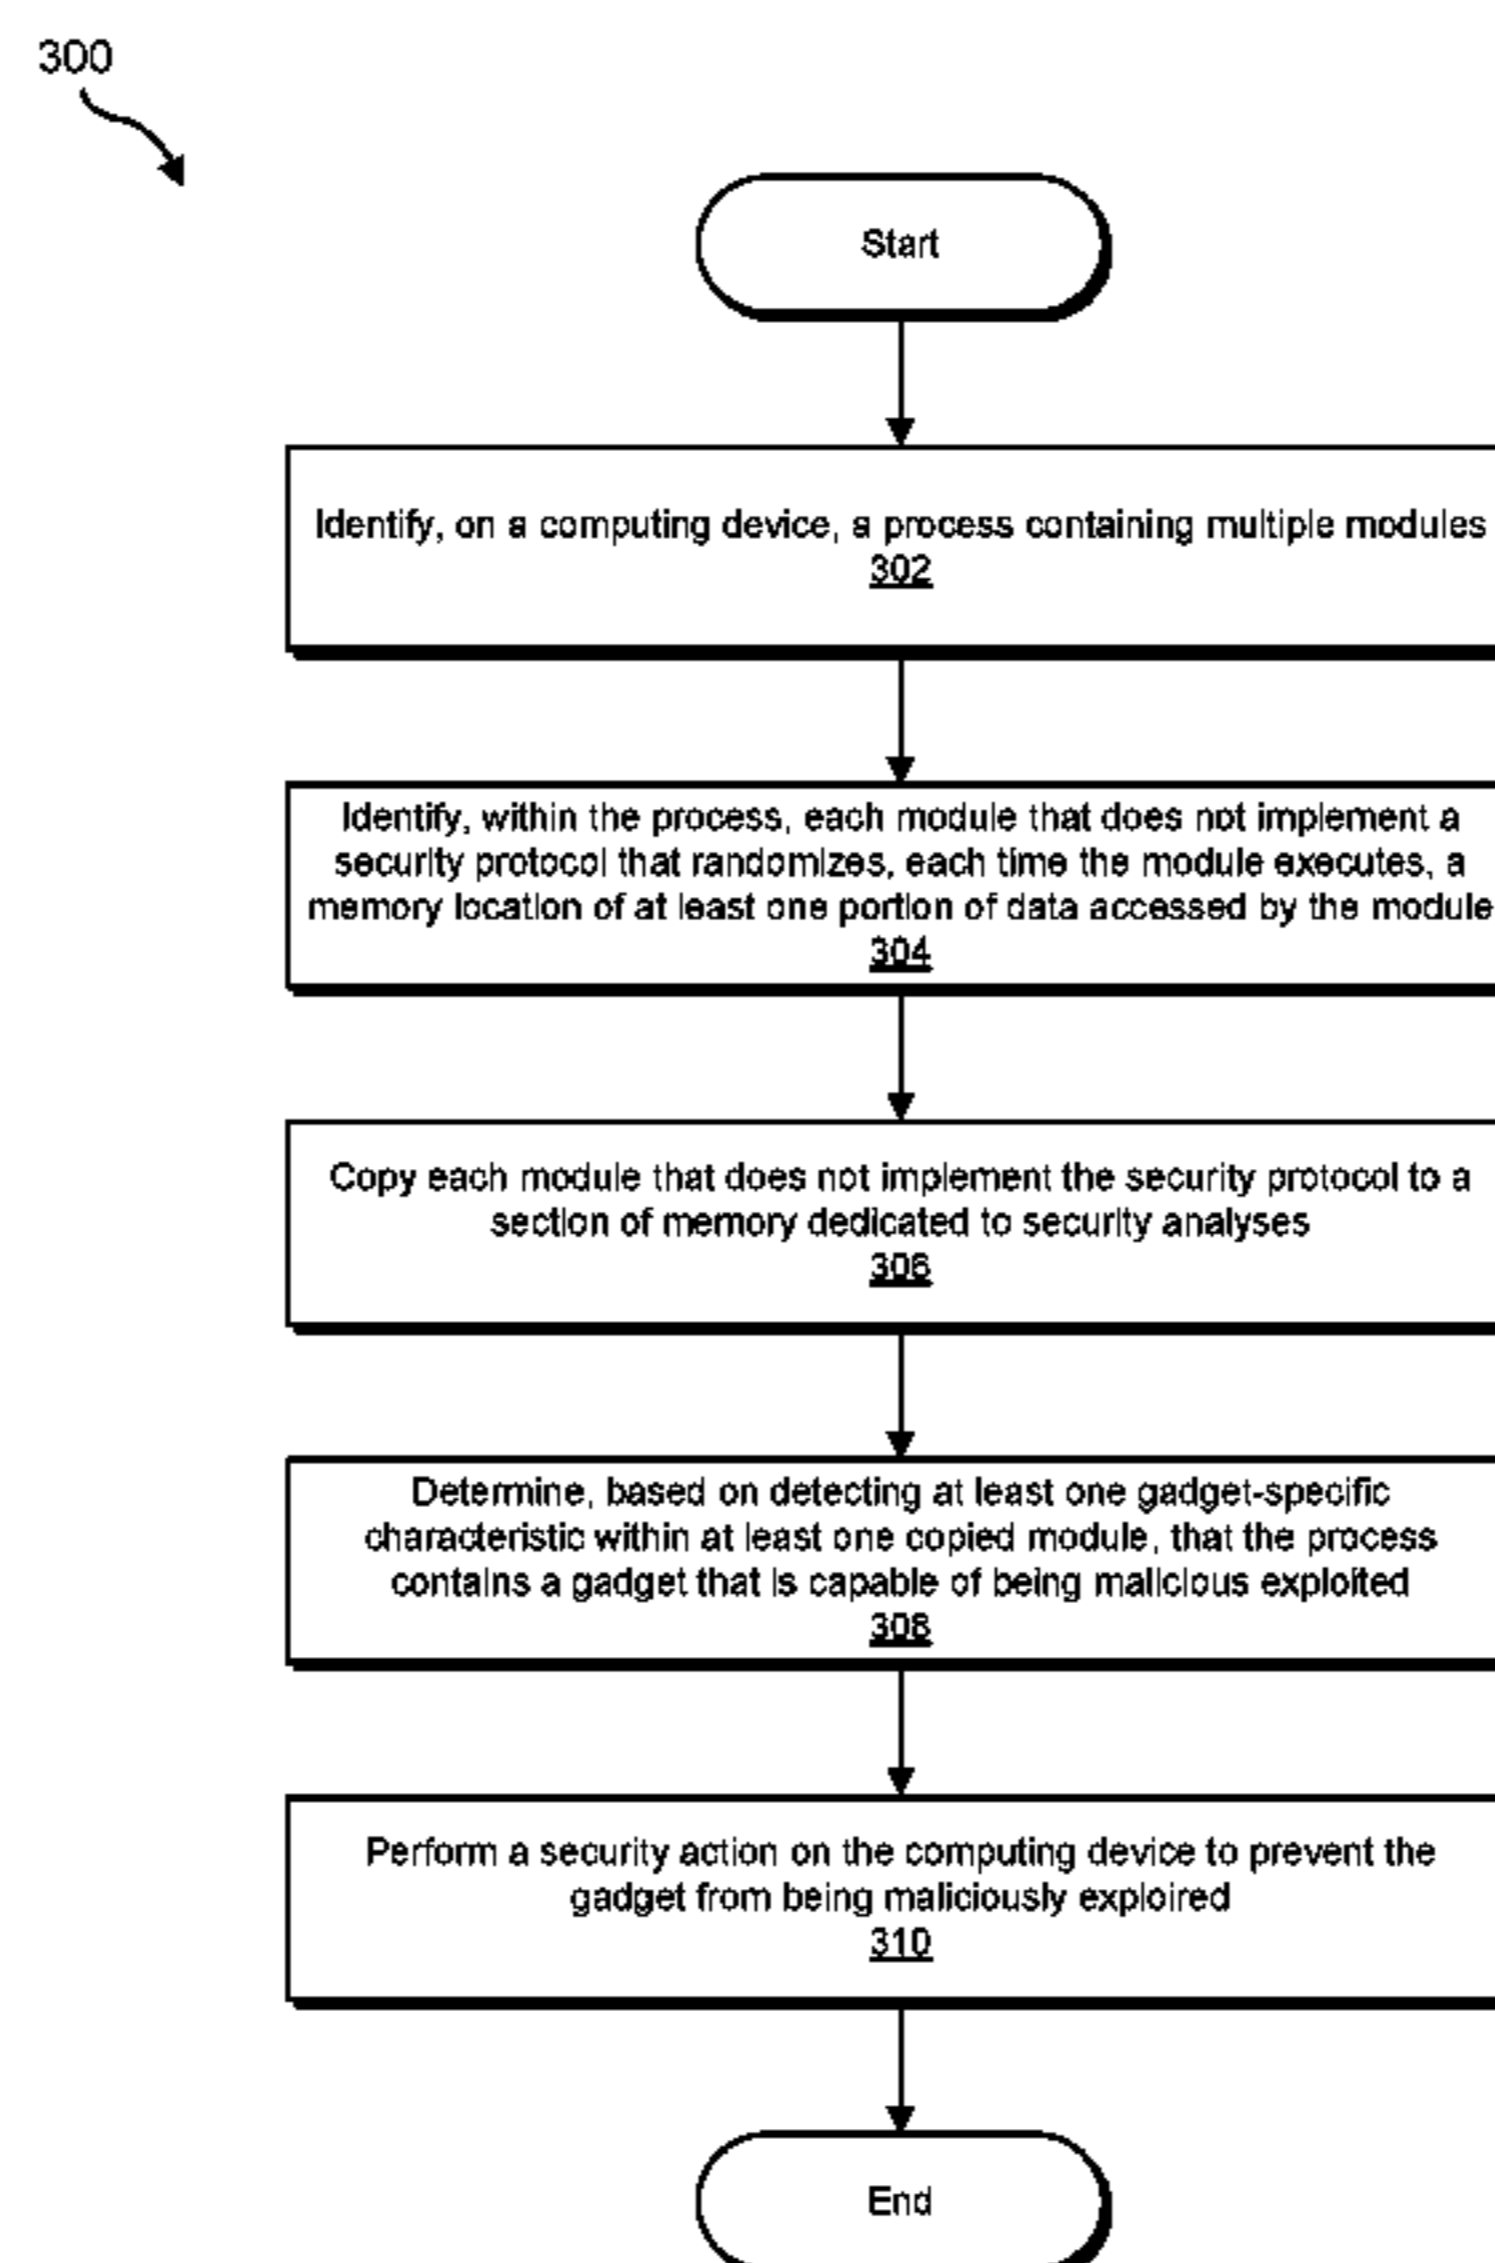 300
Start
Identify, on a computing device, a process containing multiple modules
302
Identify, within the process, each module that does not implement a
security protocol that randomizes, each time the module executes, a
memory location of at least one portion of data accessed by the module
304
Copy each module that does not implement the security protocol to a
section of memory dedicated to security analyses
306
Determine, based on detecting at least one gadget-specific
characteristic within at least one copied module, that the process
contains a gadget that is capable of being malicious exploited
308
Perform a security action on the computing device to prevent the
gadget from being maliciously exploired
310
End